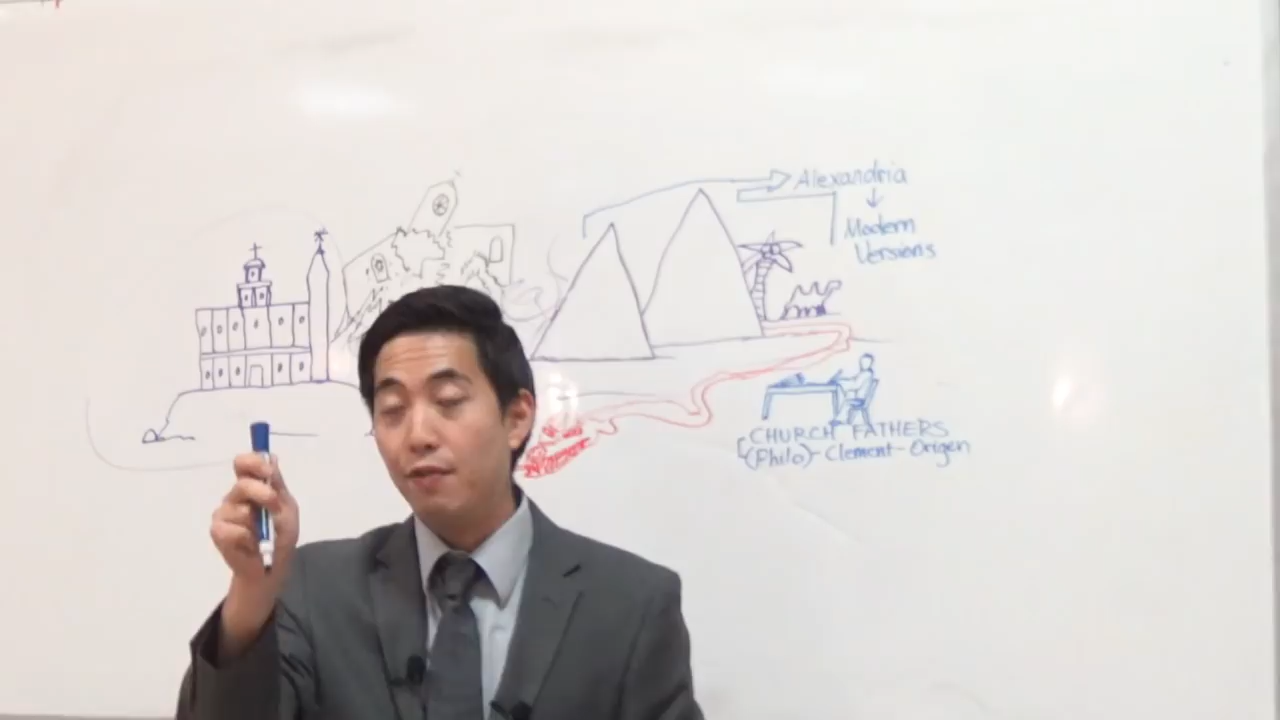 Alexandria
Modern
Versions
CHURCH FATHERS
(Philo)-Clement-Origen